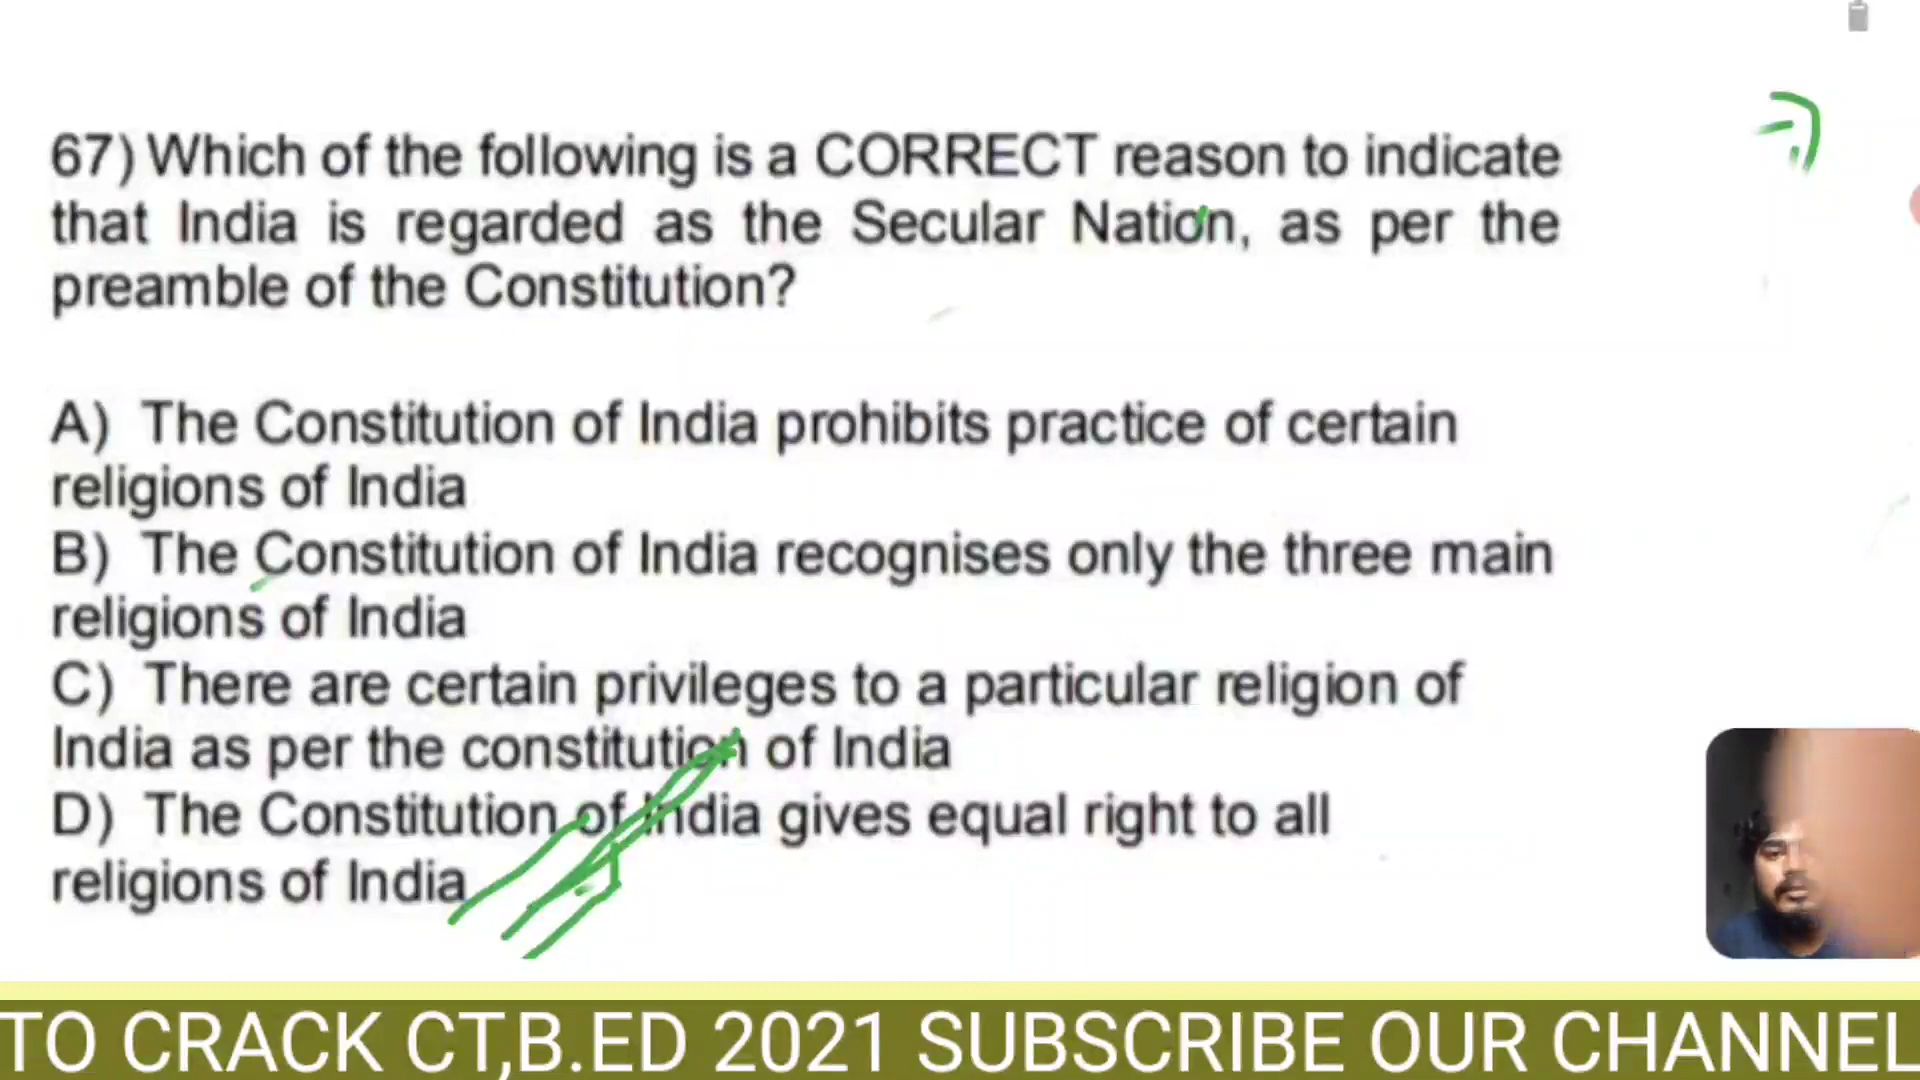 67) Which of the following is a CORRECT reason to indicate
that India is regarded as the Secular Nation, as per the
preamble of the Constitution?
A) The Constitution of India prohibits practice of certain
religions of India
B) The Constitution of India recognises only the three main
religions of India
C) There are certain privileges to a particular religion of
India as per the constitution of India
D) The Constitution of India gives equal right to all
religions of India
TO CRACK CT,B.ED 2021 SUBSCRIBE OUR CHANNEL